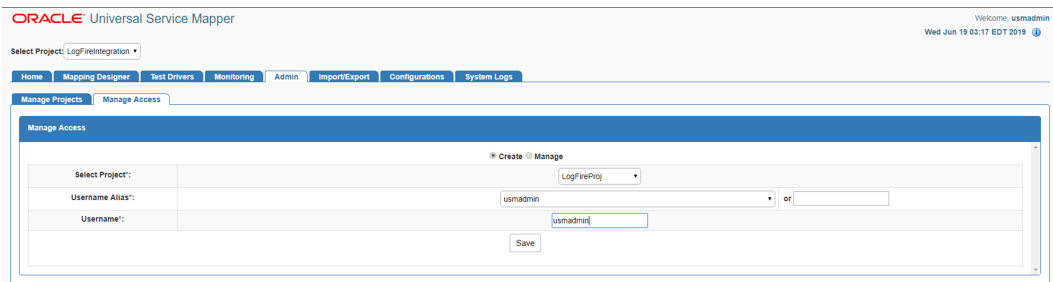 ORACLE® Universal Service Mapper
Welcome, usmadmin
Wed Jun 19 03:17 EDT 2019
Select Project: LogFireIntegration
Home Mapping Designer Test Drivers Monitoring Admin Import/Export Configurations System Logs
Manage Projects Manage Access
Manage Access
Create Manage
Select Project*: LogFireProj
Username Alias*: usmadmin or
Username*: usmadmin
Save